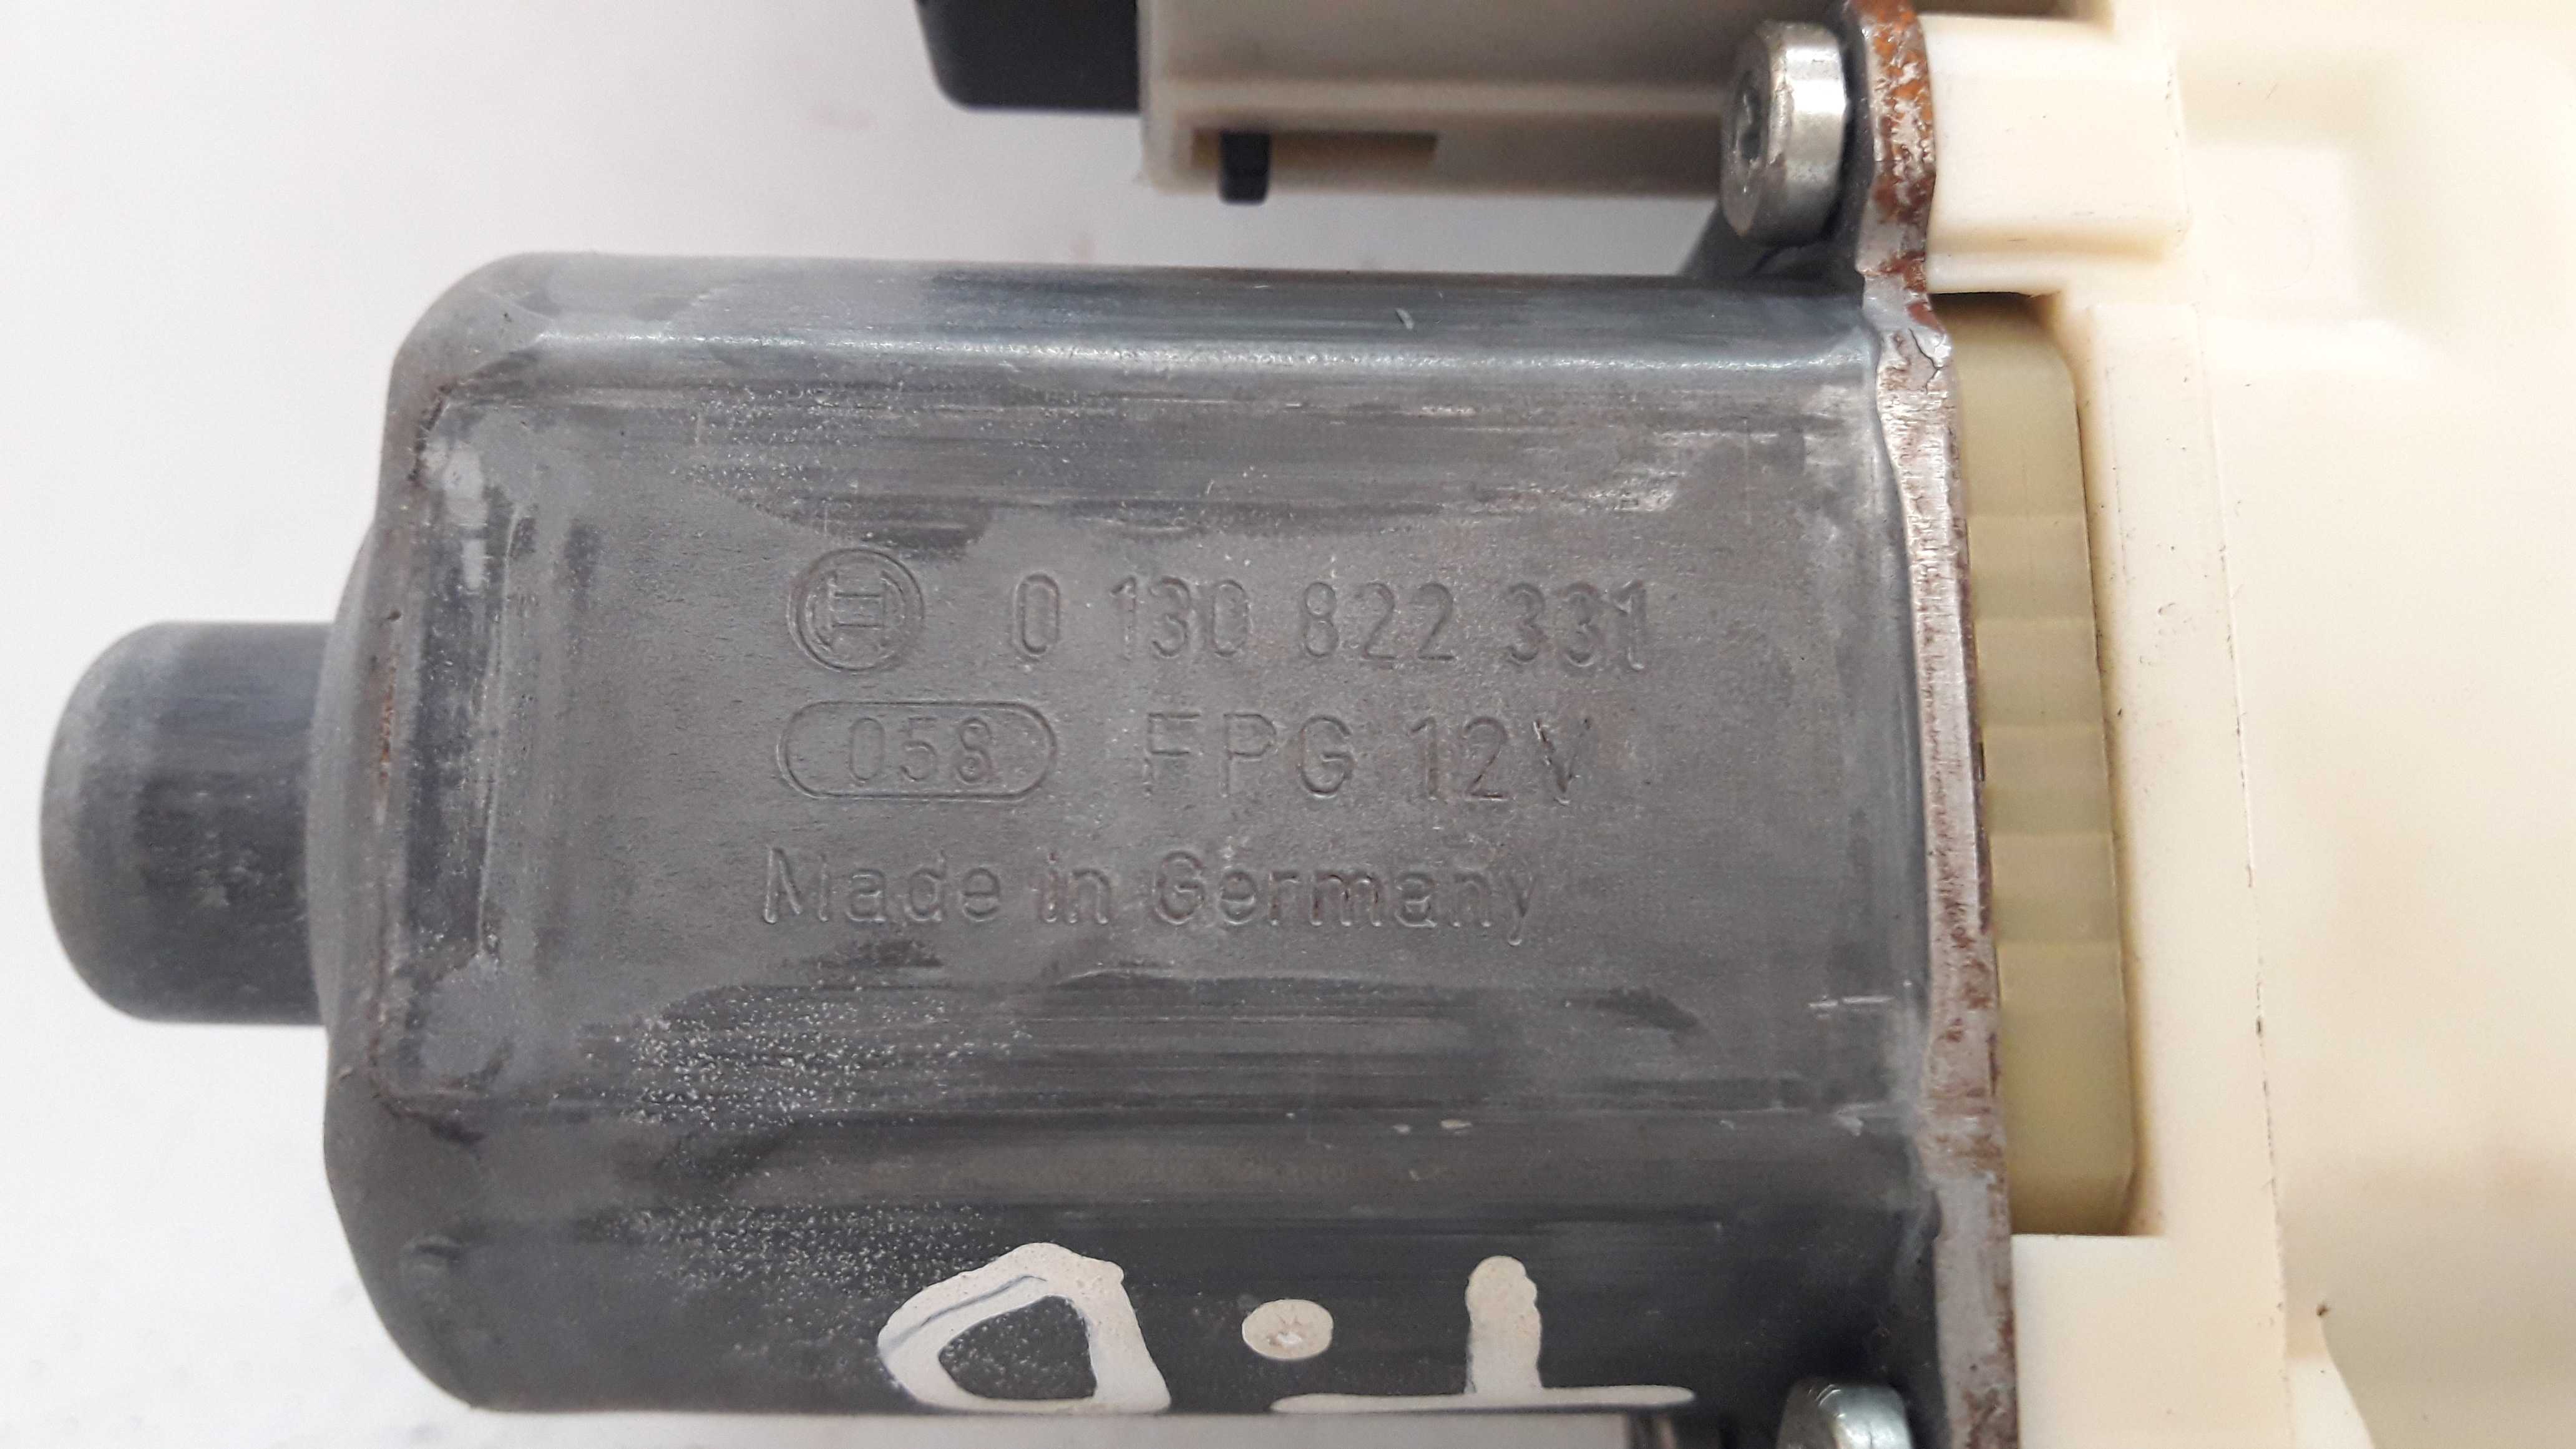 0 130 822 331
058 FPG 12V
Made in Germany
T.D